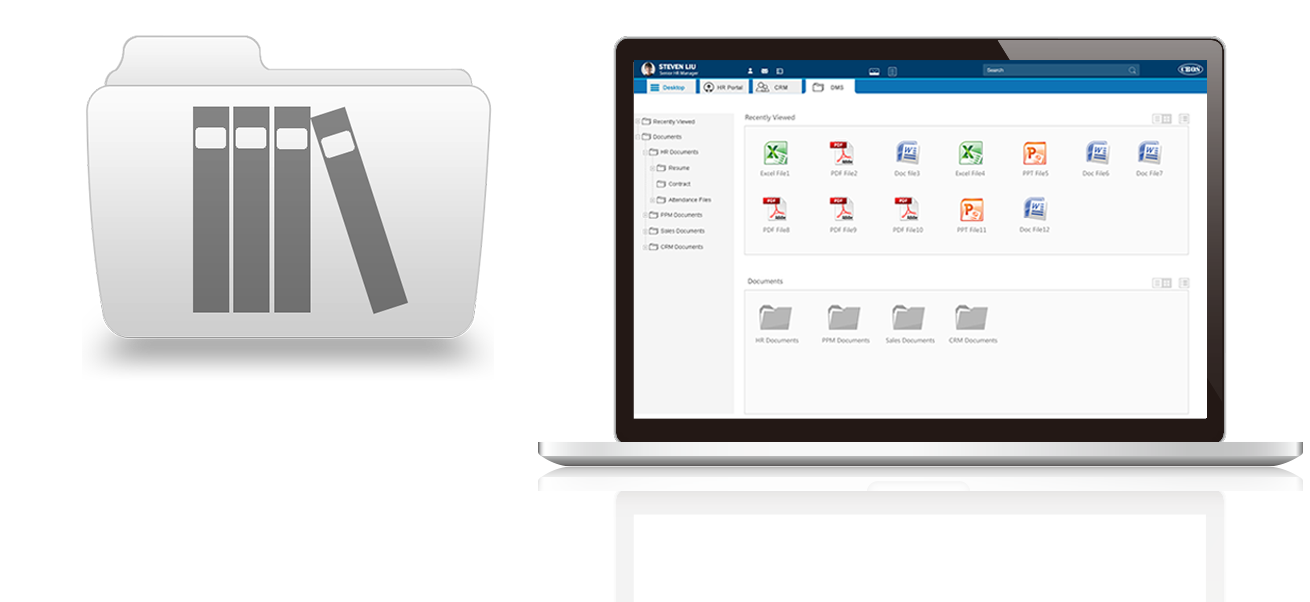 STEVEN LIU
Senior HR Manager
Search
CBOS
Desktop
HR Portal
CRM
DMS
Recently Viewed
Documents
HR Documents
Resume
Contract
Attendance Files
PPM Documents
Sales Documents
CRM Documents
Recently Viewed
Excel File1
PDF File2
Doc file3
Excel File4
PPT File5
Doc File6
Doc File7
PDF File8
PDF File9
PDF File10
PPT File11
Doc File12
Documents
HR Documents
PPM Documents
Sales Documents
CRM Documents